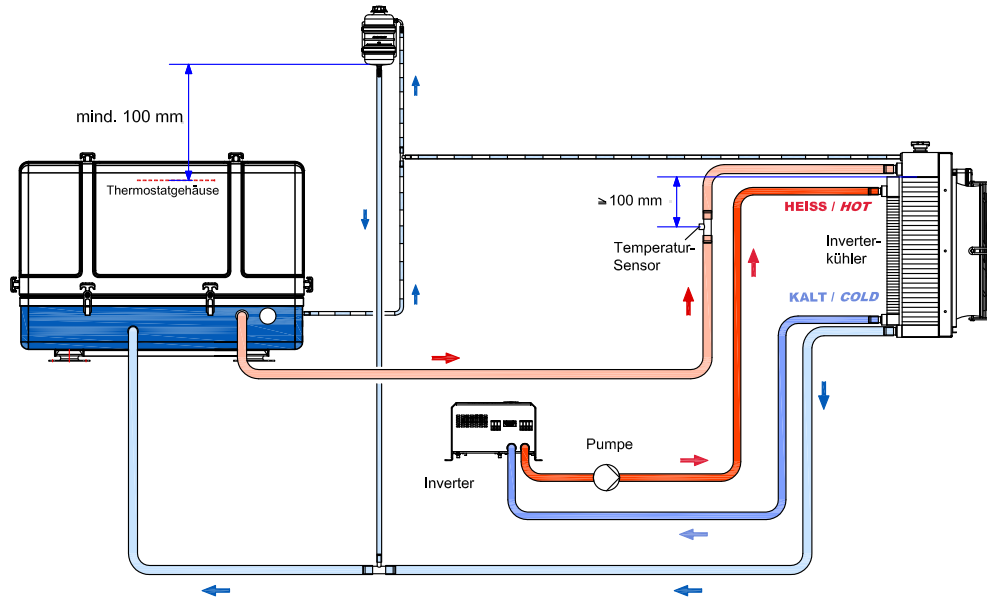 mind. 100 mm
Thermostatgehäuse
≥ 100 mm
HEISS / HOT
Temperatur-
Sensor
Inverter-
kühler
KALT / COLD
Pumpe
Inverter